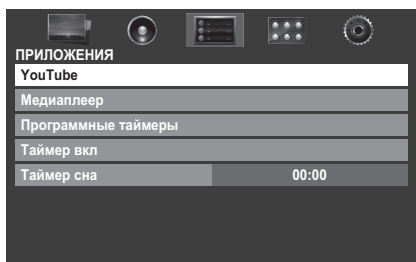 ПРИЛОЖЕНИЯ
YouTube
Медиаплеер
Программные таймеры
Таймер вкл
Таймер сна 00:00